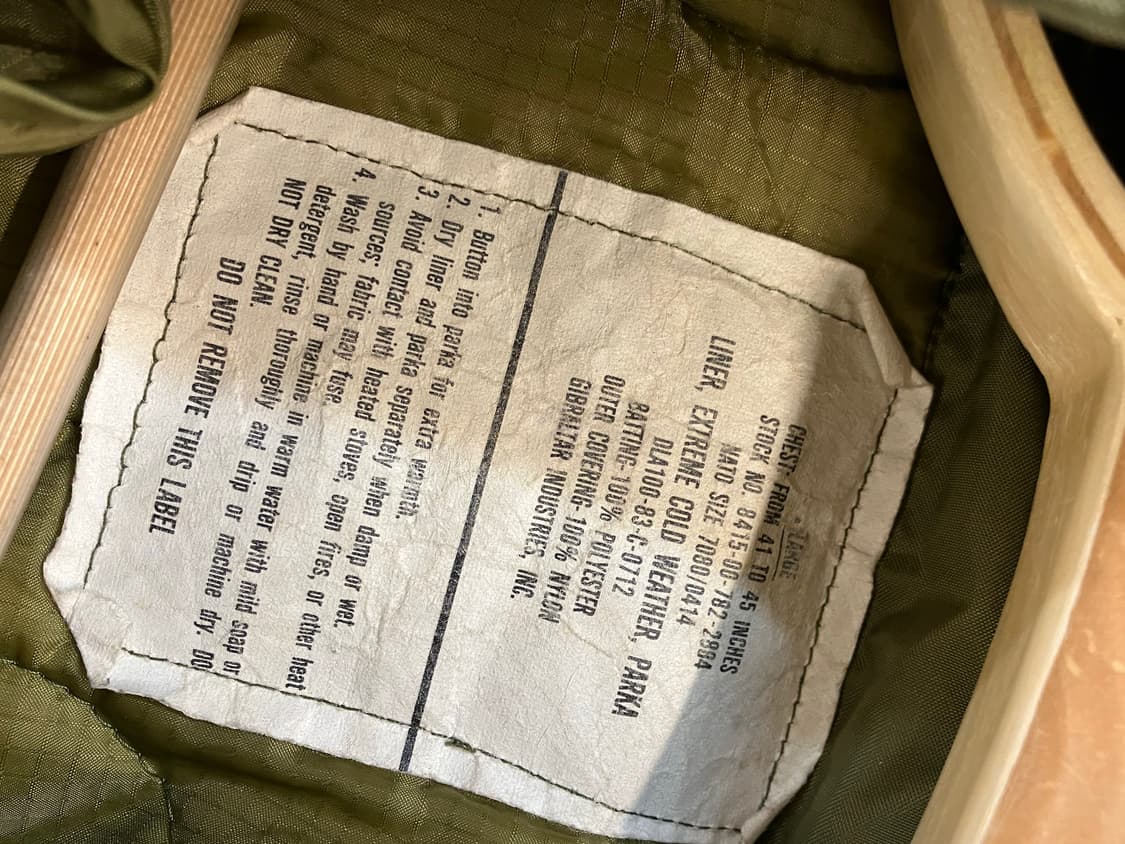 LARGE
CHEST: FROM 41 TO 45 INCHES
STOCK NO. 8415-00-782-2884
NATO SIZE 7080/0414
LINER, EXTREME COLD WEATHER, PARKA
DLA100-83-C-0712
BATTING- 100% POLYESTER
OUTER COVERING- 100% NYLON
GIBRALTAR INDUSTRIES, INC.
1. Button into parka for extra warmth.
2. Dry liner and parka separately when damp or wet.
3. Avoid contact with heated stoves, open fires, or other heat
sources; fabric may fuse.
4. Wash by hand or machine in warm water with mild soap or
detergent, rinse thoroughly and drip or machine dry. DO
NOT DRY CLEAN.
DO NOT REMOVE THIS LABEL